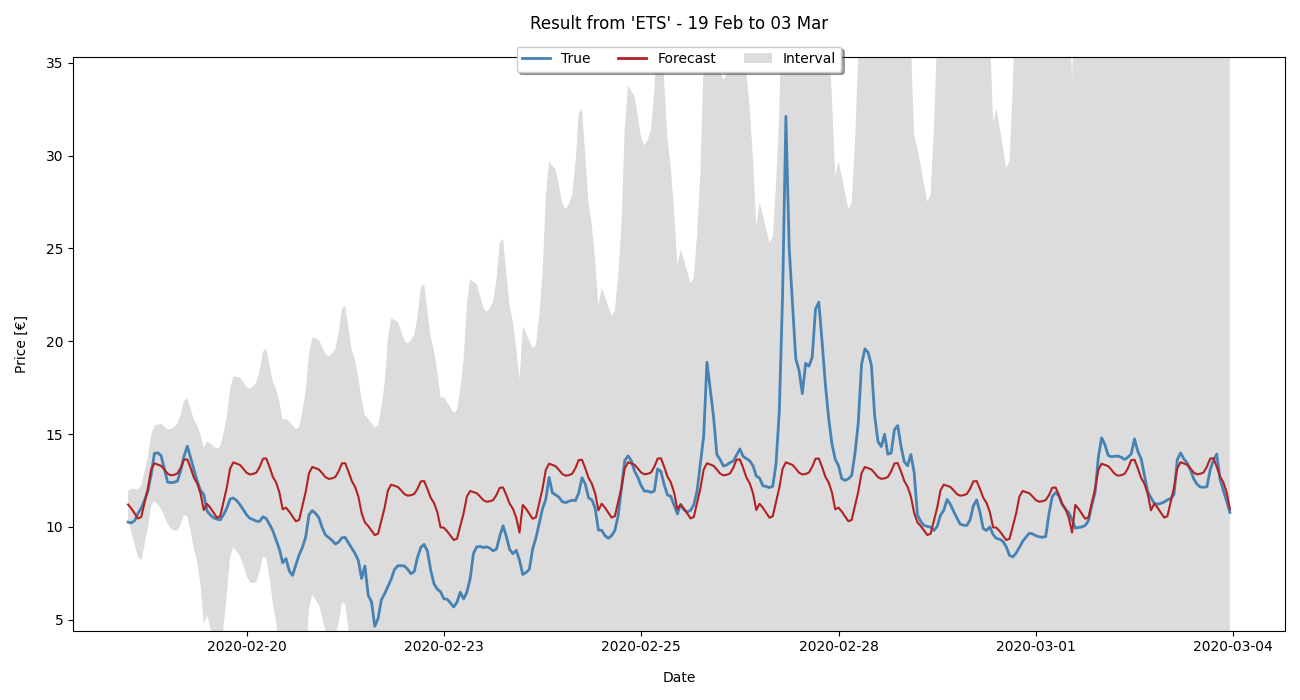 Result from 'ETS' - 19 Feb to 03 Mar
True Forecast Interval
35
30
25
20
15
10
5
Price [€]
2020-02-20 2020-02-23 2020-02-25 2020-02-28 2020-03-01 2020-03-04
Date